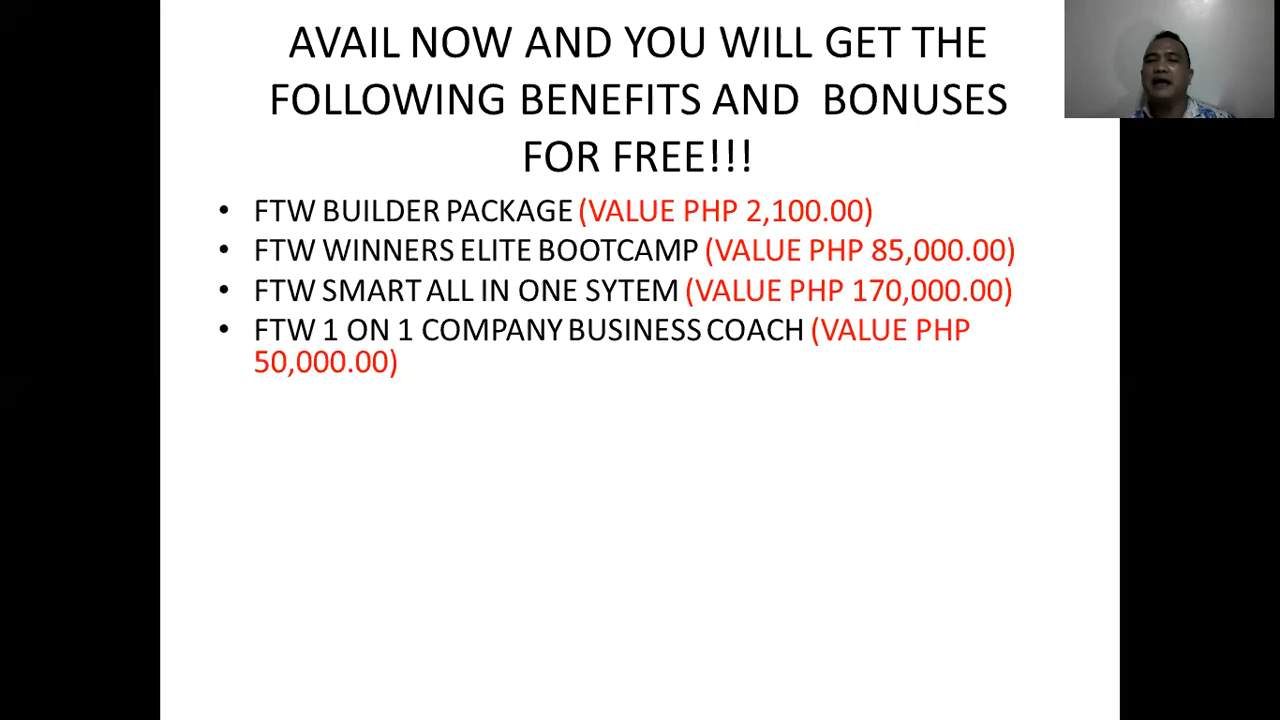 AVAIL NOW AND YOU WILL GET THE
FOLLOWING BENEFITS AND BONUSES
FOR FREE!!!
• FTW BUILDER PACKAGE (VALUE PHP 2,100.00)
• FTW WINNERS ELITE BOOTCAMP (VALUE PHP 85,000.00)
• FTW SMART ALL IN ONE SYTEM (VALUE PHP 170,000.00)
• FTW 1 ON 1 COMPANY BUSINESS COACH (VALUE PHP
50,000.00)